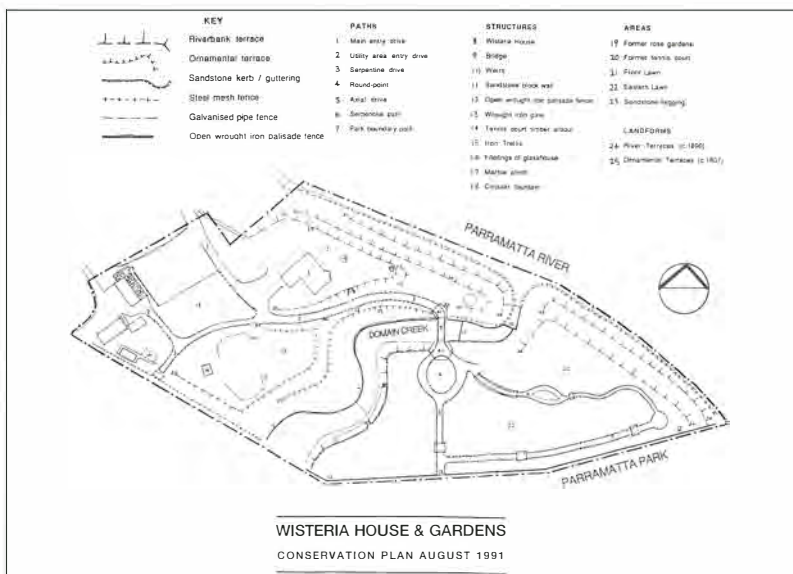 KEY
Riverbank terrace
Ornamental terrace
Sandstone kerb / guttering
Steel mesh fence
Galvanised pipe fence
Open wrought iron palisade fence
PATHS
1 Main entry drive
2 Utility area entry drive
3 Serpentine drive
4 Round-point
5 Axial drive
6 Serpentine path
7 Park boundary path
STRUCTURES
8 Wisteria House
9 Bridge
10 Weirs
11 Sandstone block wall
12 Open wrought iron palisade fence
13 Wrought iron gate
14 Tennis court timber arbour
15 Iron Trellis
16 Footings of glasshouse
17 Marble plinth
18 Circular fountain
AREAS
19 Former rose gardens
20 Former tennis court
21 Front Lawn
22 Eastern Lawn
23 Sandstone
LANDFORMS
24 River Terraces
25 Ornamental Terraces
PARRAMATTA RIVER
DOMAIN CREEK
PARRAMATTA PARK
WISTERIA HOUSE & GARDENS
CONSERVATION PLAN AUGUST 1991